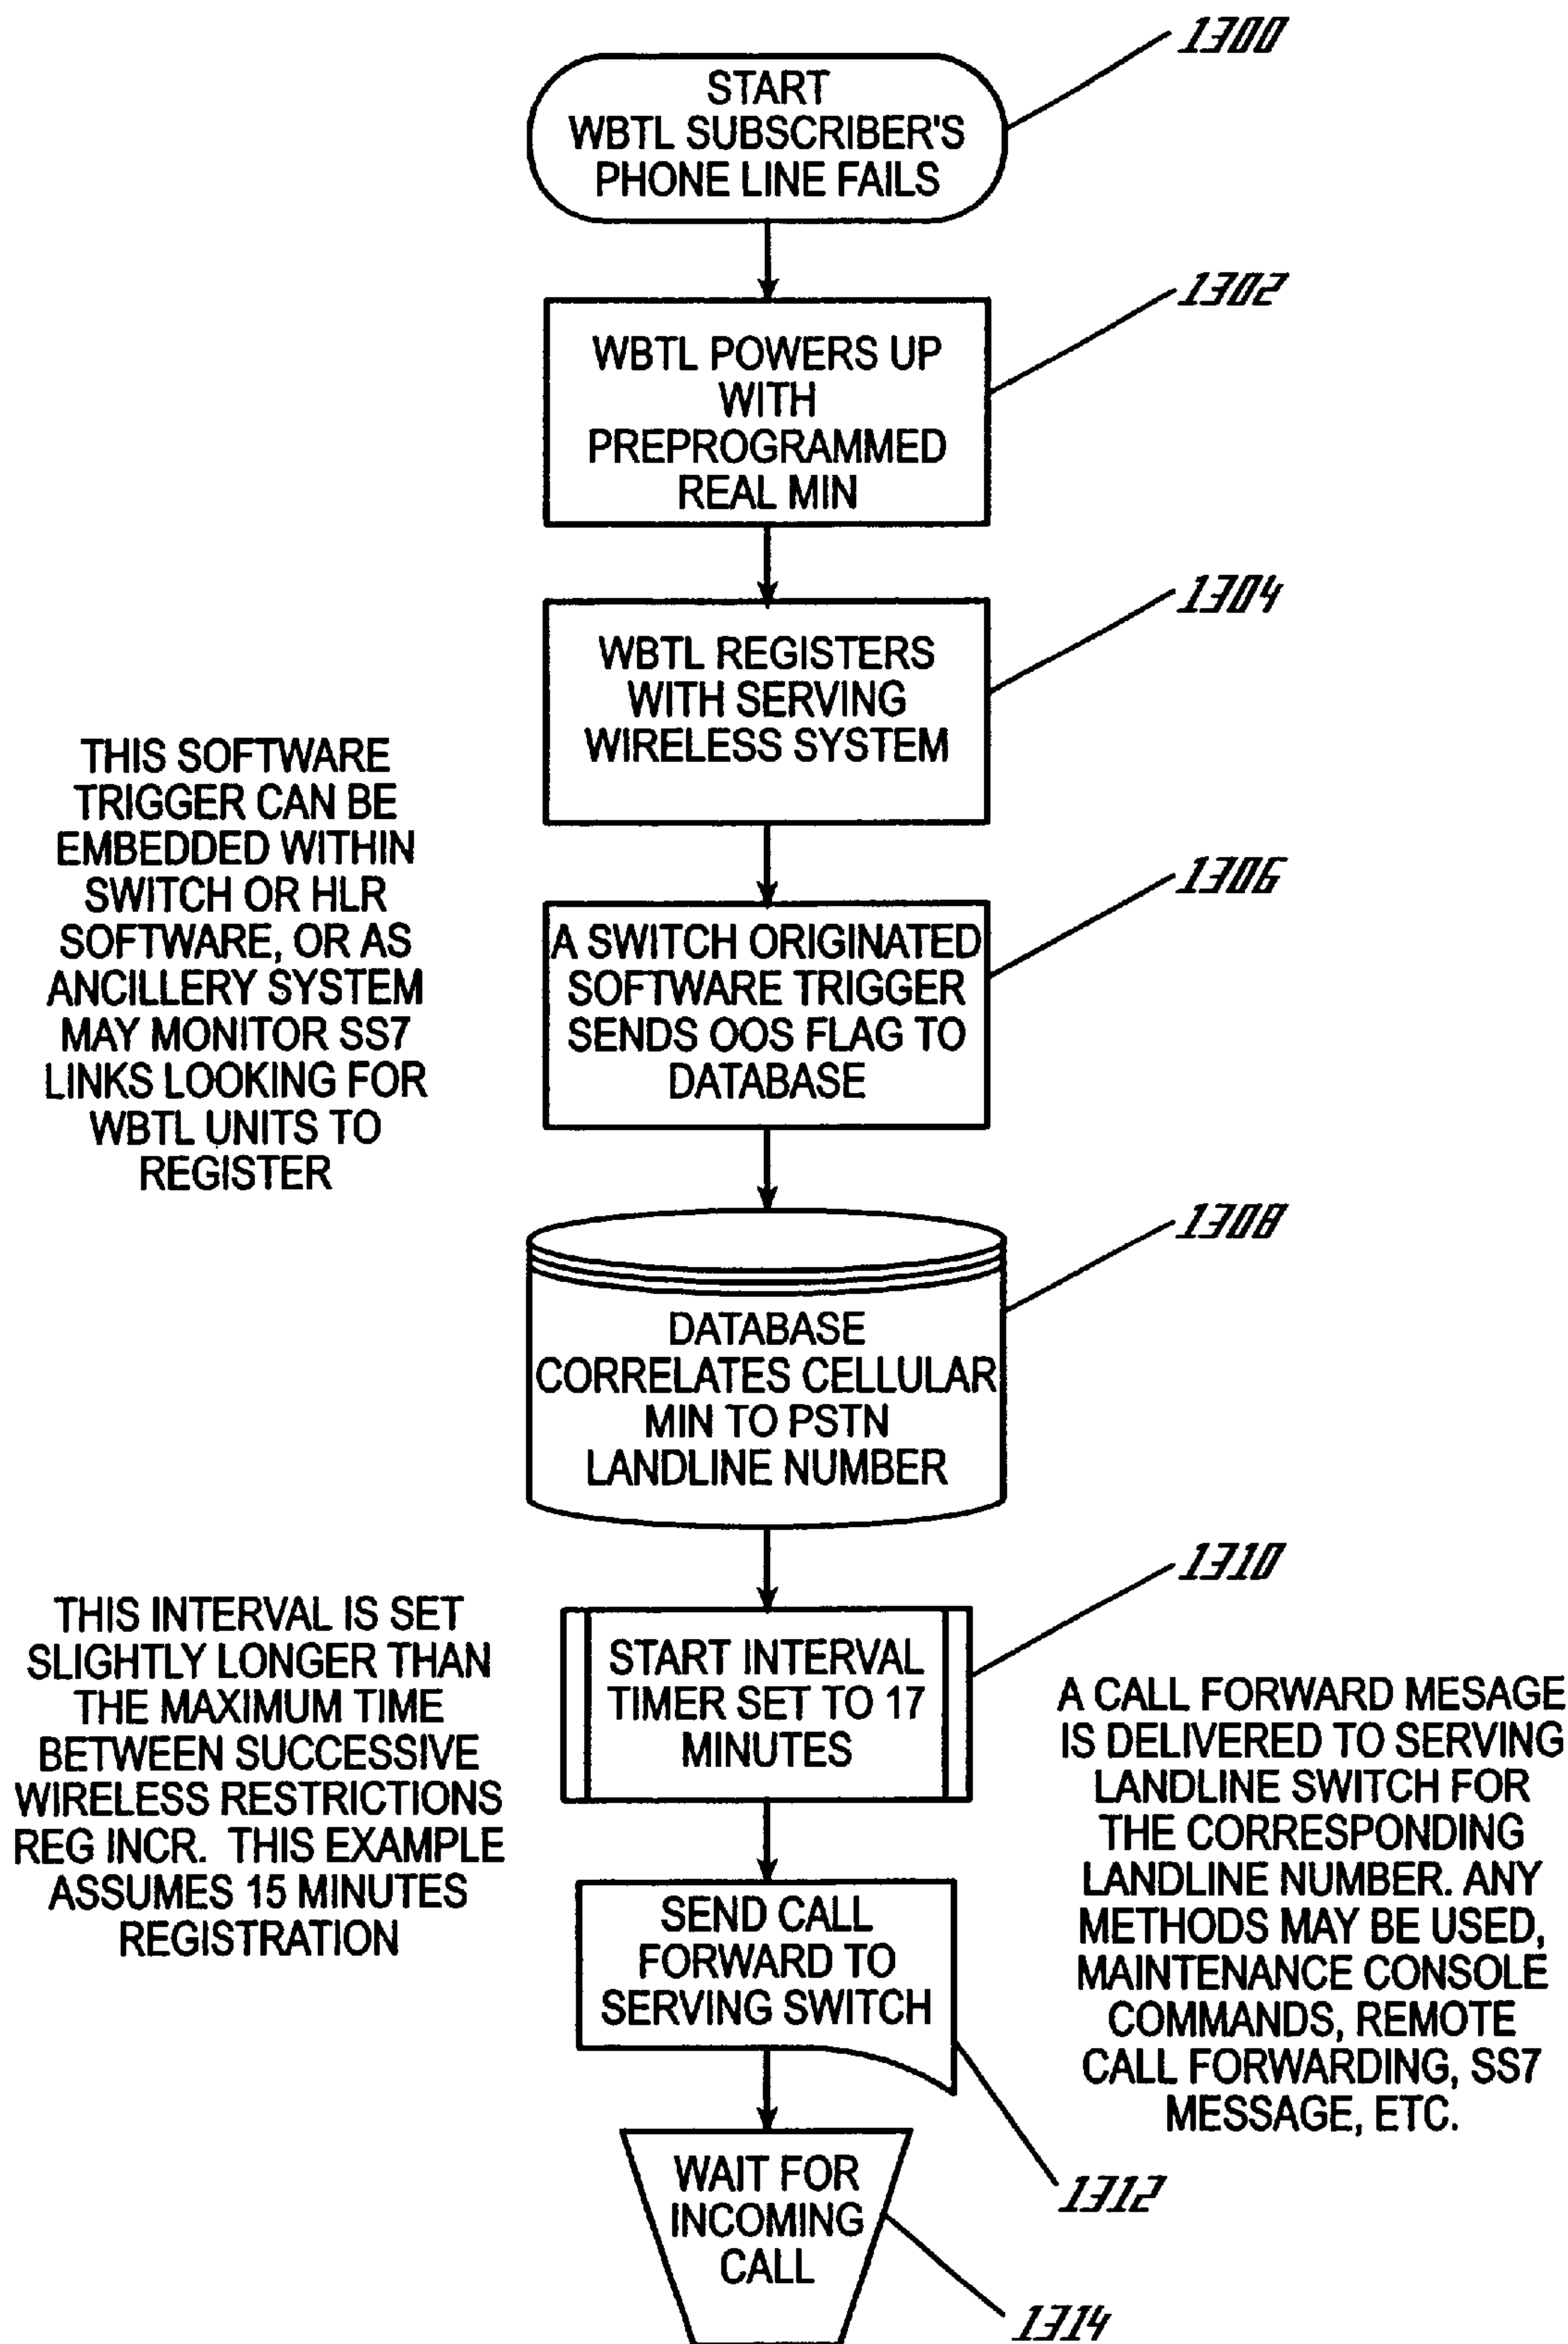 1300
START
WBTL SUBSCRIBER'S
PHONE LINE FAILS
1302
WBTL POWERS UP
WITH
PREPROGRAMMED
REAL MIN
1304
WBTL REGISTERS
WITH SERVING
WIRELESS SYSTEM
THIS SOFTWARE
TRIGGER CAN BE
EMBEDDED WITHIN
SWITCH OR HLR
SOFTWARE, OR AS
ANCILLERY SYSTEM
MAY MONITOR SS7
LINKS LOOKING FOR
WBTL UNITS TO
REGISTER
1306
A SWITCH ORIGINATED
SOFTWARE TRIGGER
SENDS OOS FLAG TO
DATABASE
1308
DATABASE
CORRELATES CELLULAR
MIN TO PSTN
LANDLINE NUMBER
1310
THIS INTERVAL IS SET
SLIGHTLY LONGER THAN
THE MAXIMUM TIME
BETWEEN SUCCESSIVE
WIRELESS RESTRICTIONS
REG INCR. THIS EXAMPLE
ASSUMES 15 MINUTES
REGISTRATION
START INTERVAL
TIMER SET TO 17
MINUTES
A CALL FORWARD MESAGE
IS DELIVERED TO SERVING
LANDLINE SWITCH FOR
THE CORRESPONDING
LANDLINE NUMBER. ANY
METHODS MAY BE USED,
MAINTENANCE CONSOLE
COMMANDS, REMOTE
CALL FORWARDING, SS7
MESSAGE, ETC.
SEND CALL
FORWARD TO
SERVING SWITCH
1312
WAIT FOR
INCOMING
CALL
1314